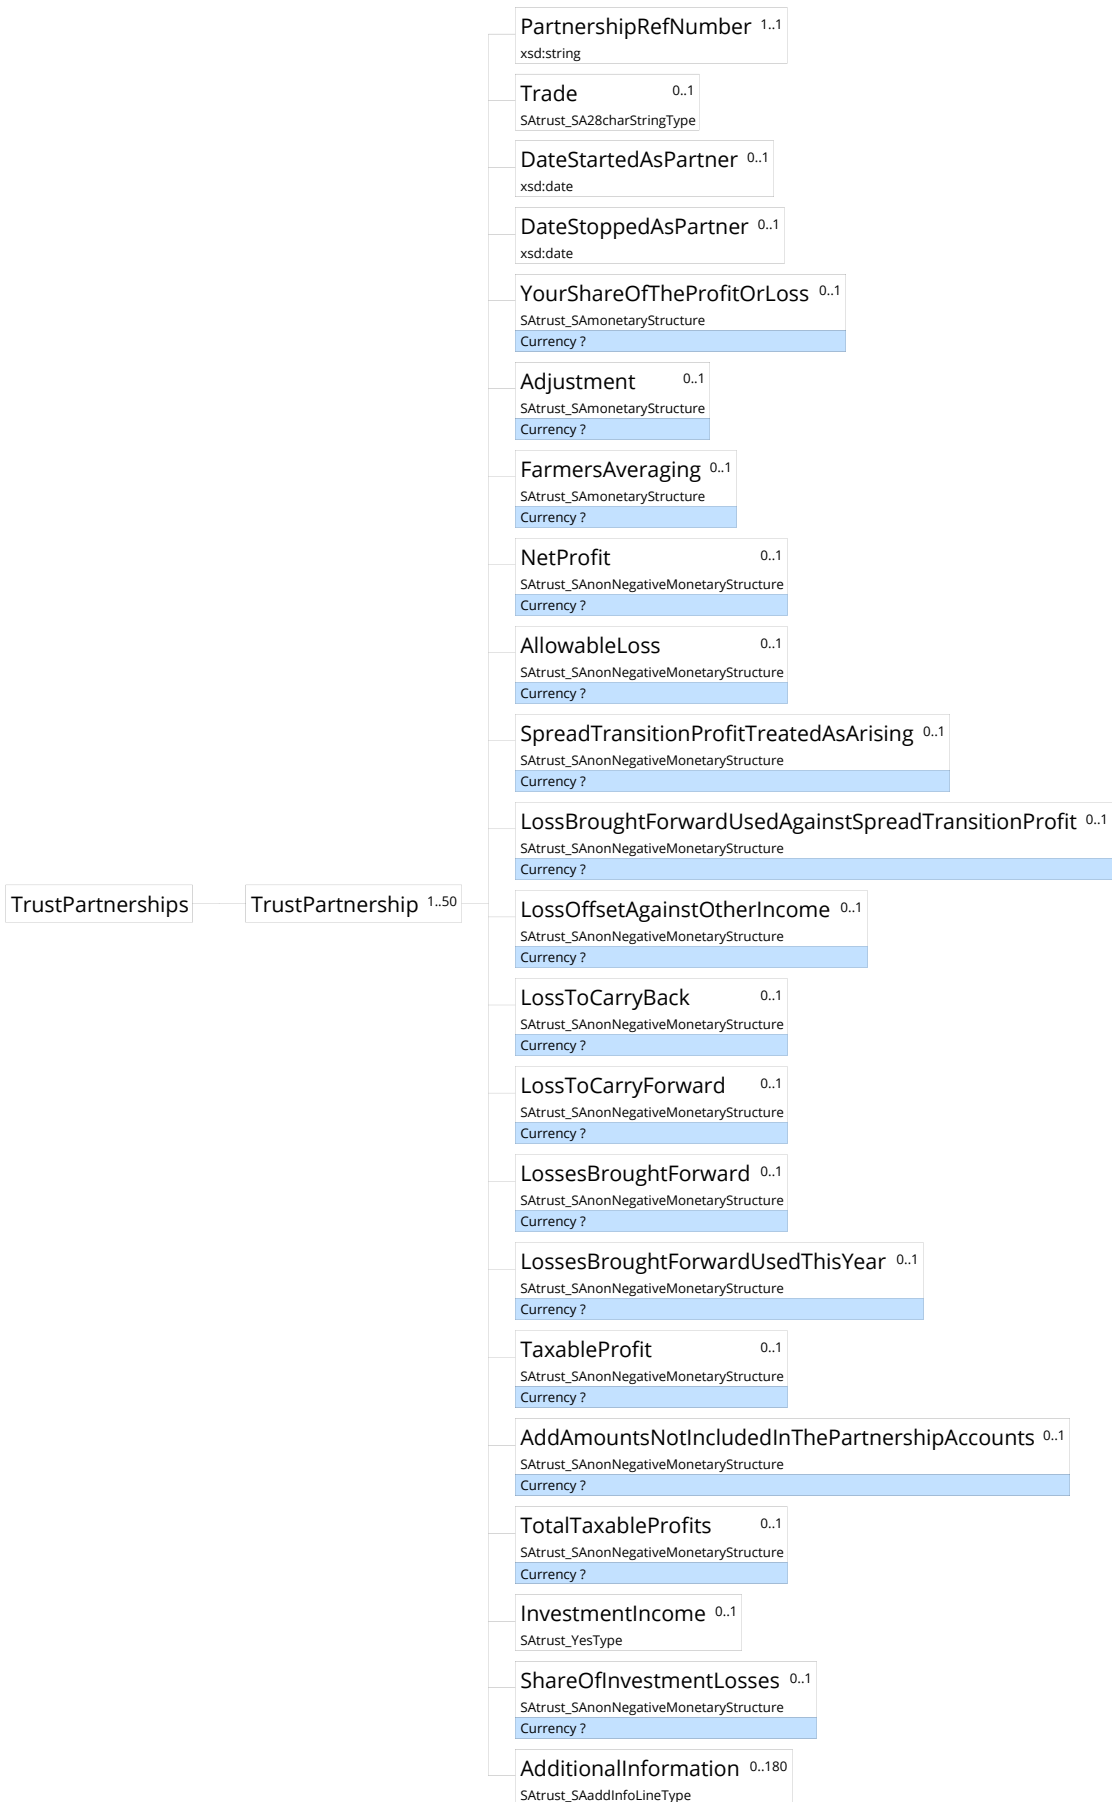 PartnershipRefNumber 1..1
xsd:string
Trade 0..1
SAtrust_SA28charStringType
DateStartedAsPartner 0..1
xsd:date
DateStoppedAsPartner 0..1
xsd:date
YourShareOfTheProfitOrLoss 0..1
SAtrust_SAmonetaryStructure
Currency ?
Adjustment 0..1
SAtrust_SAmonetaryStructure
Currency ?
FarmersAveraging 0..1
SAtrust_SAmonetaryStructure
Currency ?
NetProfit 0..1
SAtrust_SAnonNegativeMonetaryStructure
Currency ?
AllowableLoss 0..1
SAtrust_SAnonNegativeMonetaryStructure
Currency ?
SpreadTransitionProfitTreatedAsArising 0..1
SAtrust_SAnonNegativeMonetaryStructure
Currency ?
LossBroughtForwardUsedAgainstSpreadTransitionProfit 0..1
SAtrust_SAnonNegativeMonetaryStructure
Currency ?
TrustPartnerships
TrustPartnership 1..50
LossOffsetAgainstOtherIncome 0..1
SAtrust_SAnonNegativeMonetaryStructure
Currency ?
LossToCarryBack 0..1
SAtrust_SAnonNegativeMonetaryStructure
Currency ?
LossToCarryForward 0..1
SAtrust_SAnonNegativeMonetaryStructure
Currency ?
LossesBroughtForward 0..1
SAtrust_SAnonNegativeMonetaryStructure
Currency ?
LossesBroughtForwardUsedThisYear 0..1
SAtrust_SAnonNegativeMonetaryStructure
Currency ?
TaxableProfit 0..1
SAtrust_SAnonNegativeMonetaryStructure
Currency ?
AddAmountsNotIncludedInThePartnershipAccounts 0..1
SAtrust_SAnonNegativeMonetaryStructure
Currency ?
TotalTaxableProfits 0..1
SAtrust_SAnonNegativeMonetaryStructure
Currency ?
InvestmentIncome 0..1
SAtrust_YesType
ShareOfInvestmentLosses 0..1
SAtrust_SAnonNegativeMonetaryStructure
Currency ?
AdditionalInformation 0..180
SAtrust_SAaddInfoLineType